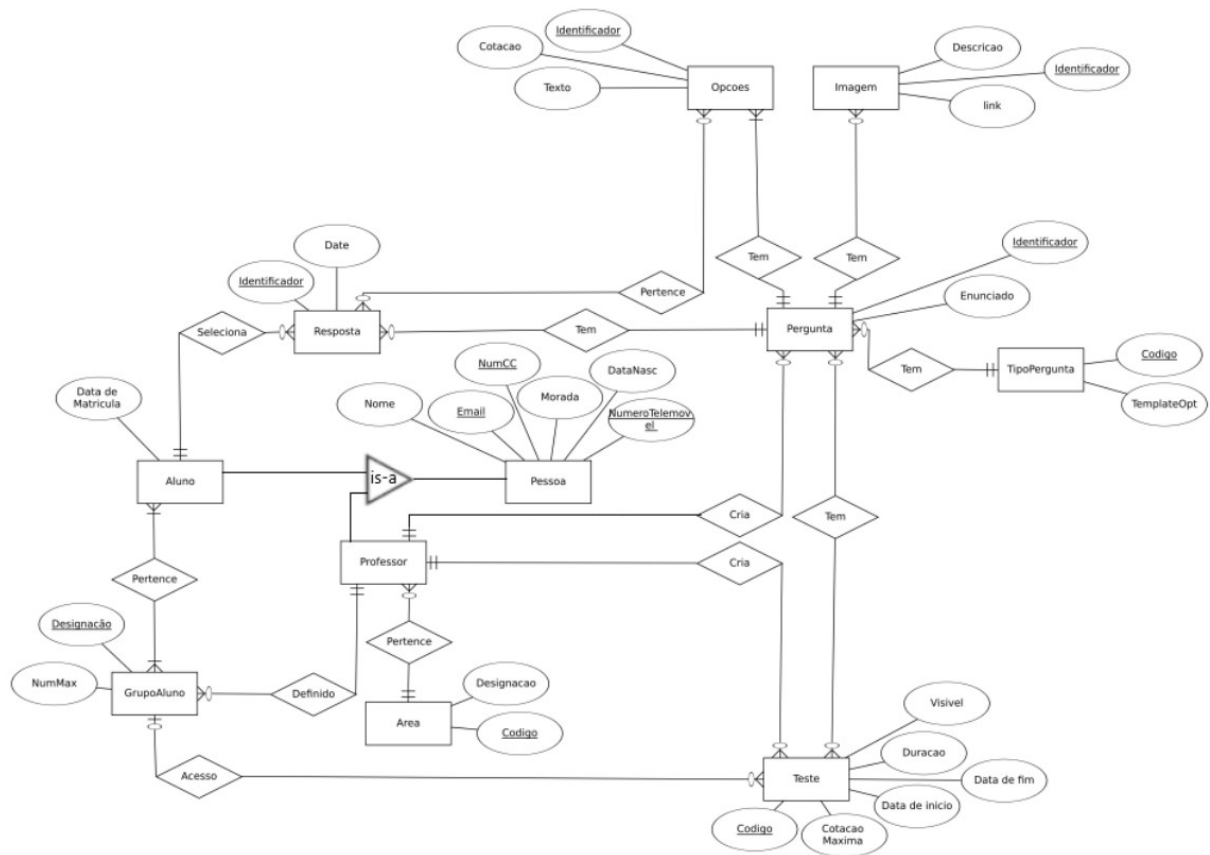 Identificador
Cotacao
Descricao
Identificador
Texto
Opcoes
Imagem
link
Date
Identificador
Identificador
Tem
Tem
Pertence
Enunciado
Seleciona
Resposta
Tem
Pergunta
Codigo
NumCC
DataNasc
Tem
TipoPergunta
Data de
Matricula
Nome
Email
Morada
NumeroTelemov
el
TemplateOpt
Aluno
is-a
Pessoa
Cria
Tem
Professor
Cria
Pertence
Designacão
Pertence
NumMax
GrupoAluno
Definido
Designacao
Area
Codigo
Visivel
Duracao
Acesso
Teste
Data de fim
Data de inicio
Codigo
Cotacao
Maxima